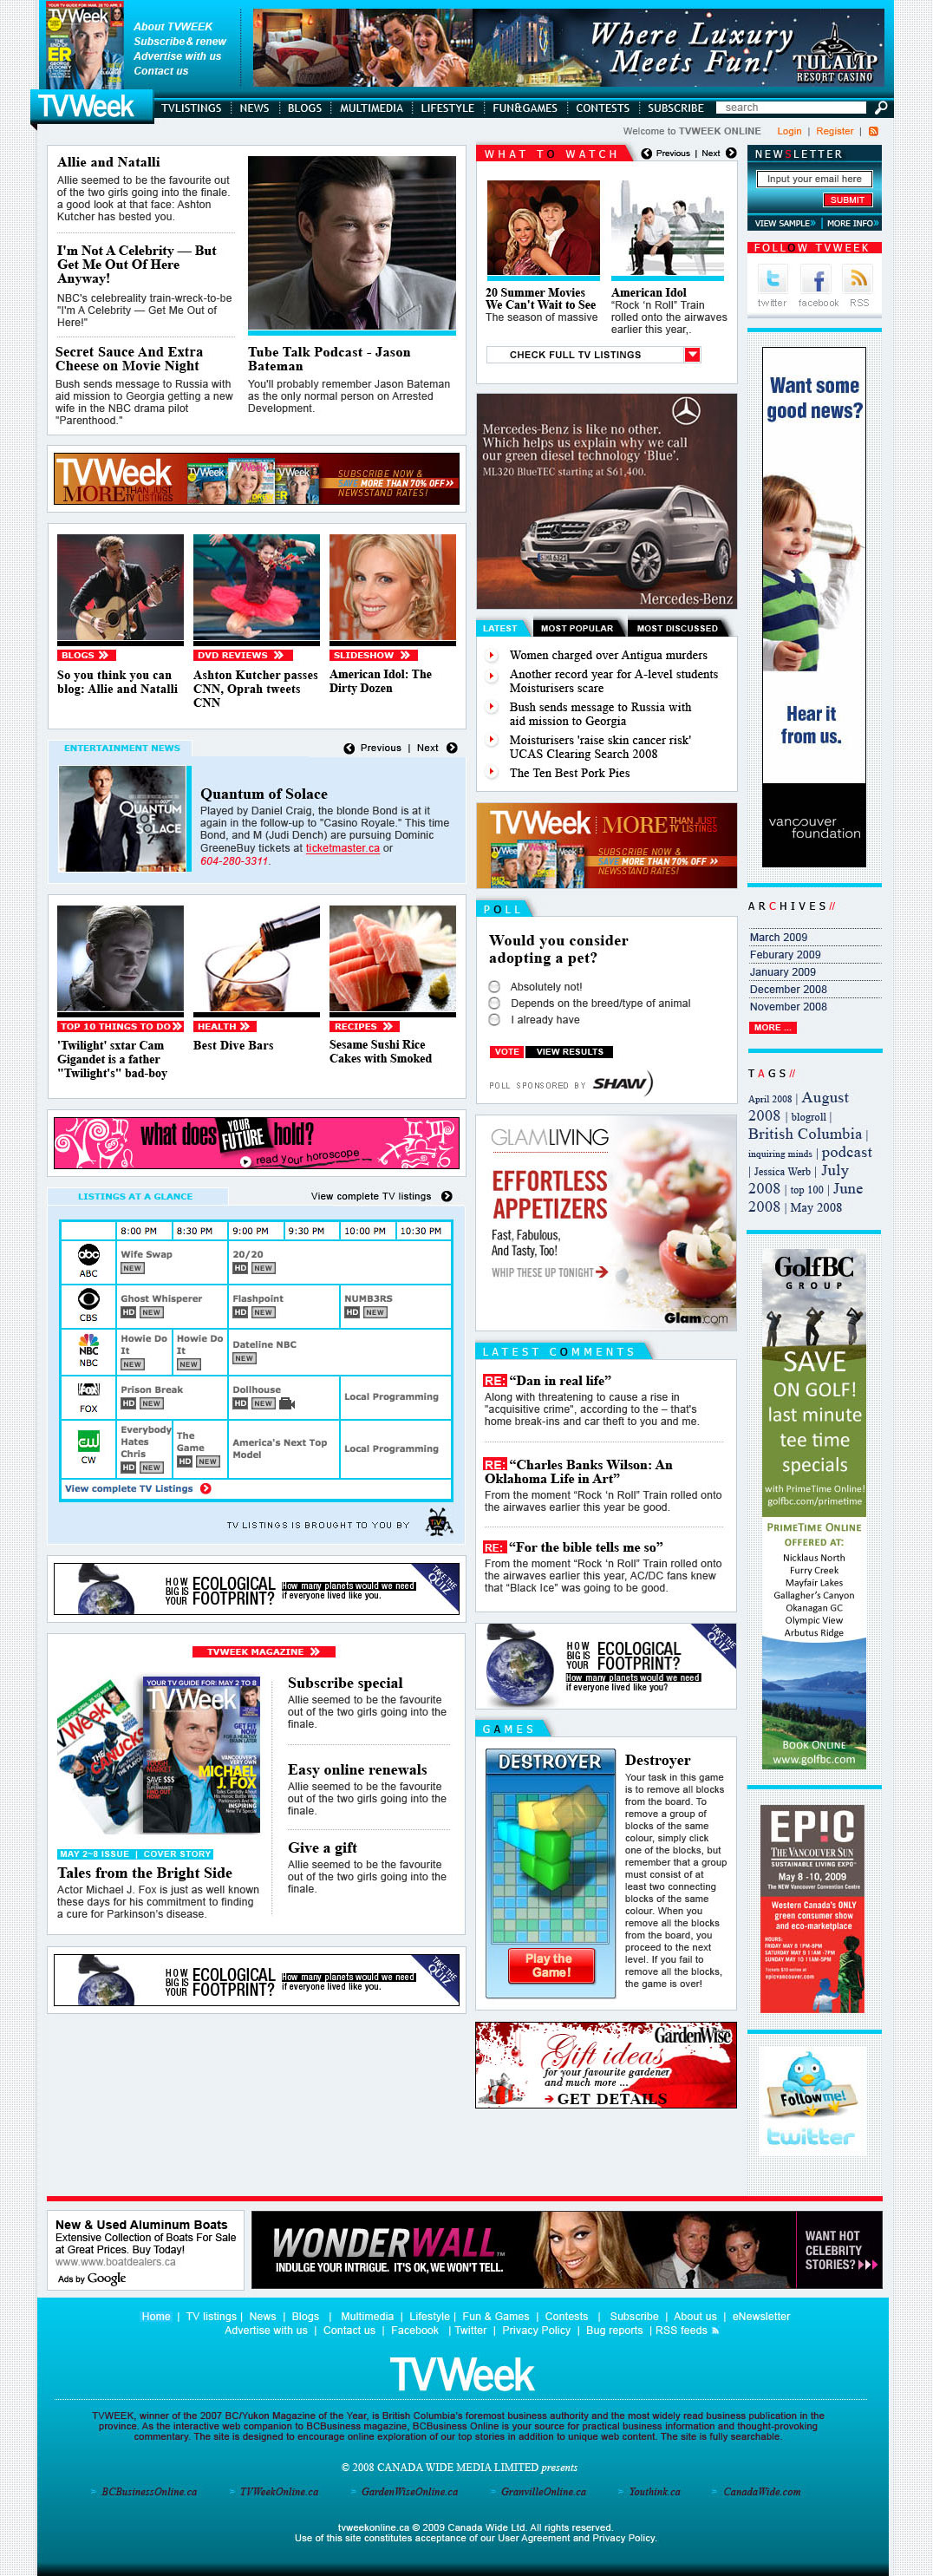 About TVWEEK
Subscribe & renew
Advertise with us
Contact us
Where Luxury
Meets Fun!
TULALIP
RESORT CASINO
TVWeek
TVLISTINGS
NEWS
BLOGS
MULTIMEDIA
LIFESTYLE
FUN&GAMES
CONTESTS
SUBSCRIBE
search
Welcome to TVWEEK ONLINE Login | Register |
Allie and Natalli
Allie seemed to be the favourite out
of the two girls going into the finale.
a good look at that face: Ashton
Kutcher has bested you.
I'm Not A Celebrity — But
Get Me Out Of Here
Anyway!
NBC's celebreality train-wreck-to-be
"I'm A Celebrity — Get Me Out of
Here!"
Secret Sauce And Extra
Cheese on Movie Night
Bush sends message to Russia with
aid mission to Georgia getting a new
wife in the NBC drama pilot
"Parenthood."
Tube Talk Podcast - Jason
Bateman
You'll probably remember Jason Bateman
as the only normal person on Arrested
Development.
WHAT TO WATCH
Previous | Next
20 Summer Movies
We Can't Wait to See
The season of massive
American Idol
"Rock 'n Roll" Train
rolled onto the airwaves
earlier this year,.
CHECK FULL TV LISTINGS
NEWSLETTER
Input your email here
SUBMIT
VIEW SAMPLE» | MORE INFO»
FOLLOW TVWEEK
twitter facebook RSS
TVWeek
MORE THAN JUST
TV LISTINGS
SUBSCRIBE NOW &
SAVE MORE THAN 70% OFF>>
NEWSSTAND RATES!
Mercedes-Benz is like no other.
Which helps us explain why we call
our green diesel technology 'Blue'.
ML320 BlueTEC starting at $61,400.
Mercedes-Benz
Want some
good news?
Hear it
from us.
vancouver
foundation
BLOGS >>
So you think you can
blog: Allie and Natalli
DVD REVIEWS >>
Ashton Kutcher passes
CNN, Oprah tweets
CNN
SLIDESHOW >>
American Idol: The
Dirty Dozen
LATEST
MOST POPULAR
MOST DISCUSSED
Women charged over Antigua murders
Another record year for A-level students
Moisturisers scare
Bush sends message to Russia with
aid mission to Georgia
Moisturisers 'raise skin cancer risk'
UCAS Clearing Search 2008
The Ten Best Pork Pies
ENTERTAINMENT NEWS
Previous | Next
QUANTUM
OF SOLACE
Quantum of Solace
Played by Daniel Craig, the blonde Bond is at it
again in the follow-up to "Casino Royale." This time
Bond, and M (Judi Dench) are pursuing Dominic
GreeneBuy tickets at ticketmaster.ca or
604-280-3311.
TVWeek MORE THAN JUST
TV LISTINGS
SUBSCRIBE NOW &
SAVE MORE THAN 70% OFF >>
NEWSSTAND RATES!
TOP 10 THINGS TO DO>>
'Twilight' sxtar Cam
Gigandet is a father
"Twilight's" bad-boy
HEALTH >>
Best Dive Bars
RECIPES >>
Sesame Sushi Rice
Cakes with Smoked
POLL
Would you consider
adopting a pet?
Absolutely not!
Depends on the breed/type of animal
I already have
VOTE
VIEW RESULTS
POLL SPONSORED BY SHAW)
ARCHIVES//
March 2009
Feburary 2009
January 2009
December 2008
November 2008
MORE ...
TAGS//
April 2008 | August
2008 | blogroll |
British Columbia |
inquiring minds | podcast
| Jessica Werb | July
2008 | top 100 | June
2008 | May 2008
what does YOUR FUTURE hold?
read your horoscope
GLAMLIVING
EFFORTLESS
APPETIZERS
Fast, Fabulous,
And Tasty, Too!
WHIP THESE UP TONIGHT
Glam.com
LISTINGS AT A GLANCE
View complete TV listings
8:00 PM 8:30 PM 9:00 PM 9:30 PM 10:00 PM 10:30 PM
abc
ABC
Wife Swap
NEW
20/20
HD NEW
CBS
Ghost Whisperer
HD NEW
Flashpoint
HD NEW
NUMB3RS
HD NEW
NBC
NBC
Howie Do
It
NEW
Howie Do
It
NEW
Dateline NBC
NEW
FOX
FOX
Prison Break
HD NEW
Dollhouse
HD NEW
Local Programming
CW
CW
Everybody
Hates
Chris
HD NEW
The
Game
HD NEW
America's Next Top
Model
Local Programming
View complete TV Listings
TV LISTINGS IS BROUGHT TO YOU BY
LATEST COMMENTS
RE: “Dan in real life”
Along with threatening to cause a rise in
"acquisitive crime", according to the – that's
home break-ins and car theft to you and me.
RE: “Charles Banks Wilson: An
Oklahoma Life in Art”
From the moment “Rock ‘n Roll” Train rolled onto
the airwaves earlier this year be good.
RE: “For the bible tells me so”
From the moment “Rock ‘n Roll” Train rolled onto
the airwaves earlier this year, AC/DC fans knew
that “Black Ice” was going to be good.
GolfBC
GROUP
SAVE
ON GOLF!
last minute
tee time
specials
with PrimeTime Online!
golfbc.com/primetime
PRIMETIME ONLINE
OFFERED AT:
Nicklaus North
Furry Creek
Mayfair Lakes
Gallagher's Canyon
Okanagan GC
Olympic View
Arbutus Ridge
BOOK ONLINE
www.golfbc.com
HOW BIG IS YOUR ECOLOGICAL FOOTPRINT?
How many planets would we need
if everyone lived like you.
TAKE THE QUIZ
HOW BIG IS YOUR ECOLOGICAL FOOTPRINT?
How many planets would we need
if everyone lived like you?
TAKE THE QUIZ
TVWEEK MAGAZINE >>
YOUR TV GUIDE FOR: MAY 2 TO 8
TVWeek
THE CANUCKS
MICHAEL
J. FOX
MAY 2~8 ISSUE | COVER STORY
Tales from the Bright Side
Actor Michael J. Fox is just as well known
these days for his commitment to finding
a cure for Parkinson's disease.
Subscribe special
Allie seemed to be the favourite
out of the two girls going into the
finale.
Easy online renewals
Allie seemed to be the favourite
out of the two girls going into the
finale.
Give a gift
Allie seemed to be the favourite
out of the two girls going into the
finale.
GAMES
DESTROYER
Play the
Game!
Destroyer
Your task in this game
is to remove all blocks
from the board. To
remove a group of
blocks of the same
colour, simply click
one of the blocks, but
remember that a group
must consist of at
least two connecting
blocks of the same
colour. When you
remove all the blocks
from the board, you
proceed to the next
level. If you fail to
remove all the blocks,
the game is over!
EPIC
THE VANCOUVER SUN
SUSTAINABLE LIVING EXPO
May 8 -10, 2009
The NEW Vancouver Convention Centre
Western Canada's ONLY
green consumer show
and eco-marketplace
HOURS:
FRIDAY MAY 8 1PM-8PM
SATURDAY MAY 9 11AM-7PM
SUNDAY MAY 10 11AM-5PM
epicvancouver.com
HOW BIG IS YOUR ECOLOGICAL FOOTPRINT?
How many planets would we need
if everyone lived like you.
TAKE THE QUIZ
GardenWise
Gift ideas
for your favourite gardener
and much more ...
GET DETAILS
Follow me!
twitter
New & Used Aluminum Boats
Extensive Collection of Boats For Sale
at Great Prices. Buy Today!
www.www.boatdealers.ca
Ads by Google
WONDERWALL™
INDULGE YOUR INTRIGUE. IT'S OK, WE WON'T TELL.
WANT HOT
CELEBRITY
STORIES?
Home | TV listings | News | Blogs | Multimedia | Lifestyle | Fun & Games | Contests | Subscribe | About us | eNewsletter
Advertise with us | Contact us | Facebook | Twitter | Privacy Policy | Bug reports | RSS feeds
TVWeek
TVWEEK, winner of the 2007 BC/Yukon Magazine of the Year, is British Columbia's foremost business authority and the most widely read business publication in the
province. As the interactive web companion to BCBusiness magazine, BCBusiness Online is your source for practical business information and thought-provoking
commentary. The site is designed to encourage online exploration of our top stories in addition to unique web content. The site is fully searchable.
© 2008 CANADA WIDE MEDIA LIMITED presents
> BCBusinessOnline.ca > TVWeekOnline.ca > GardenWiseOnline.ca > GranvilleOnline.ca > Youthink.ca > CanadaWide.com
tvweekonline.ca © 2009 Canada Wide Ltd. All rights reserved.
Use of this site constitutes acceptance of our User Agreement and Privacy Policy.